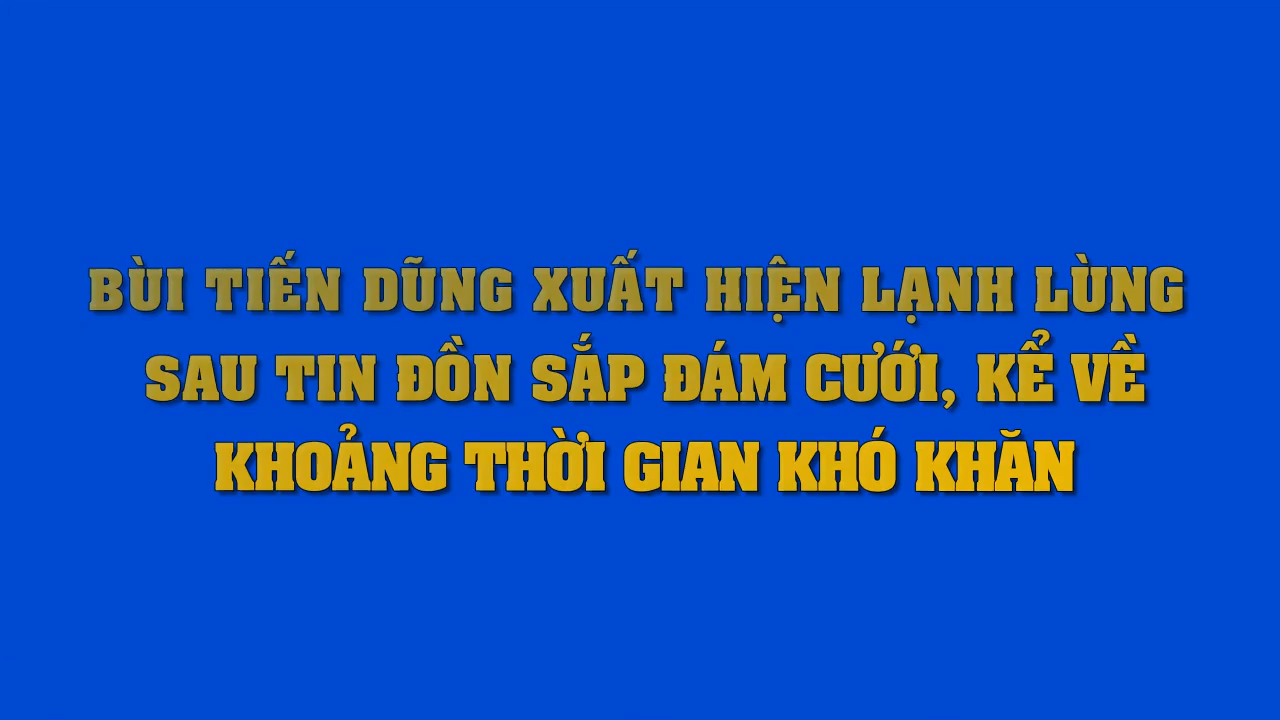 BÙI TIẾN DŨNG XUẤT HIỆN LẠNH LÙNG
SAU TIN ĐỒN SẮP ĐÁM CƯỚI, KỂ VỀ
KHOẢNG THỜI GIAN KHÓ KHĂN